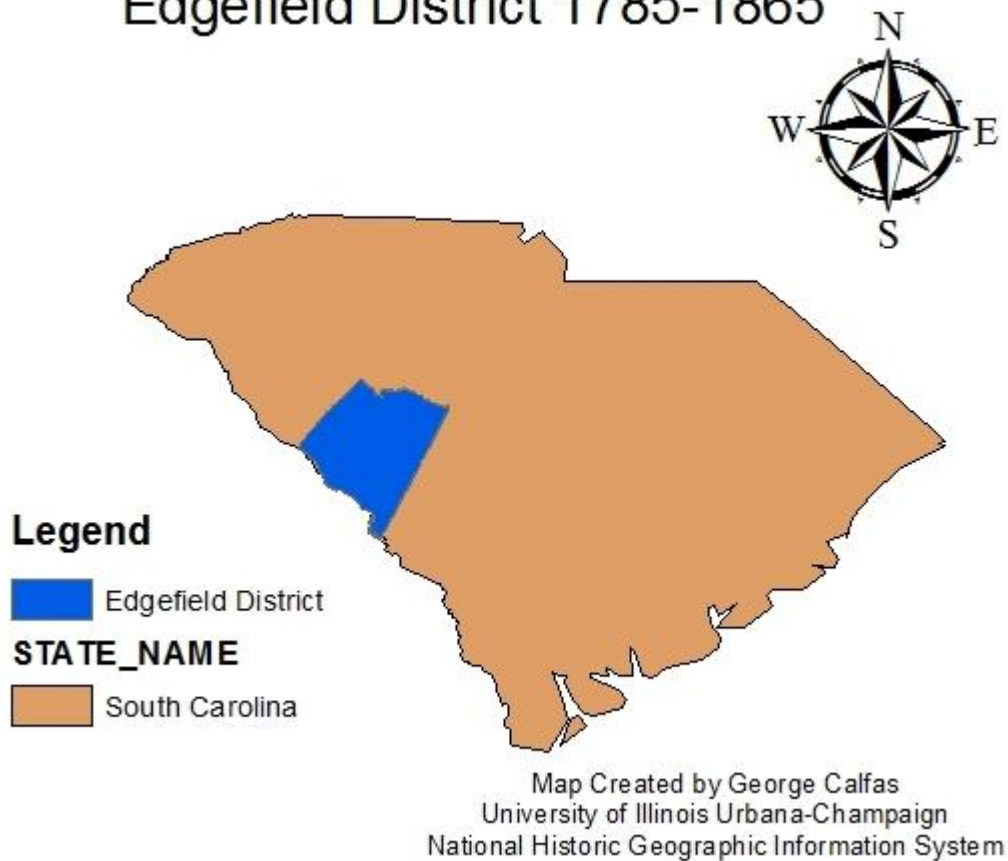 Edgefield District 1785-1865
N
W E
S
Legend
Edgefield District
STATE_NAME
South Carolina
Map Created by George Calfas
University of Illinois Urbana-Champaign
National Historic Geographic Information System